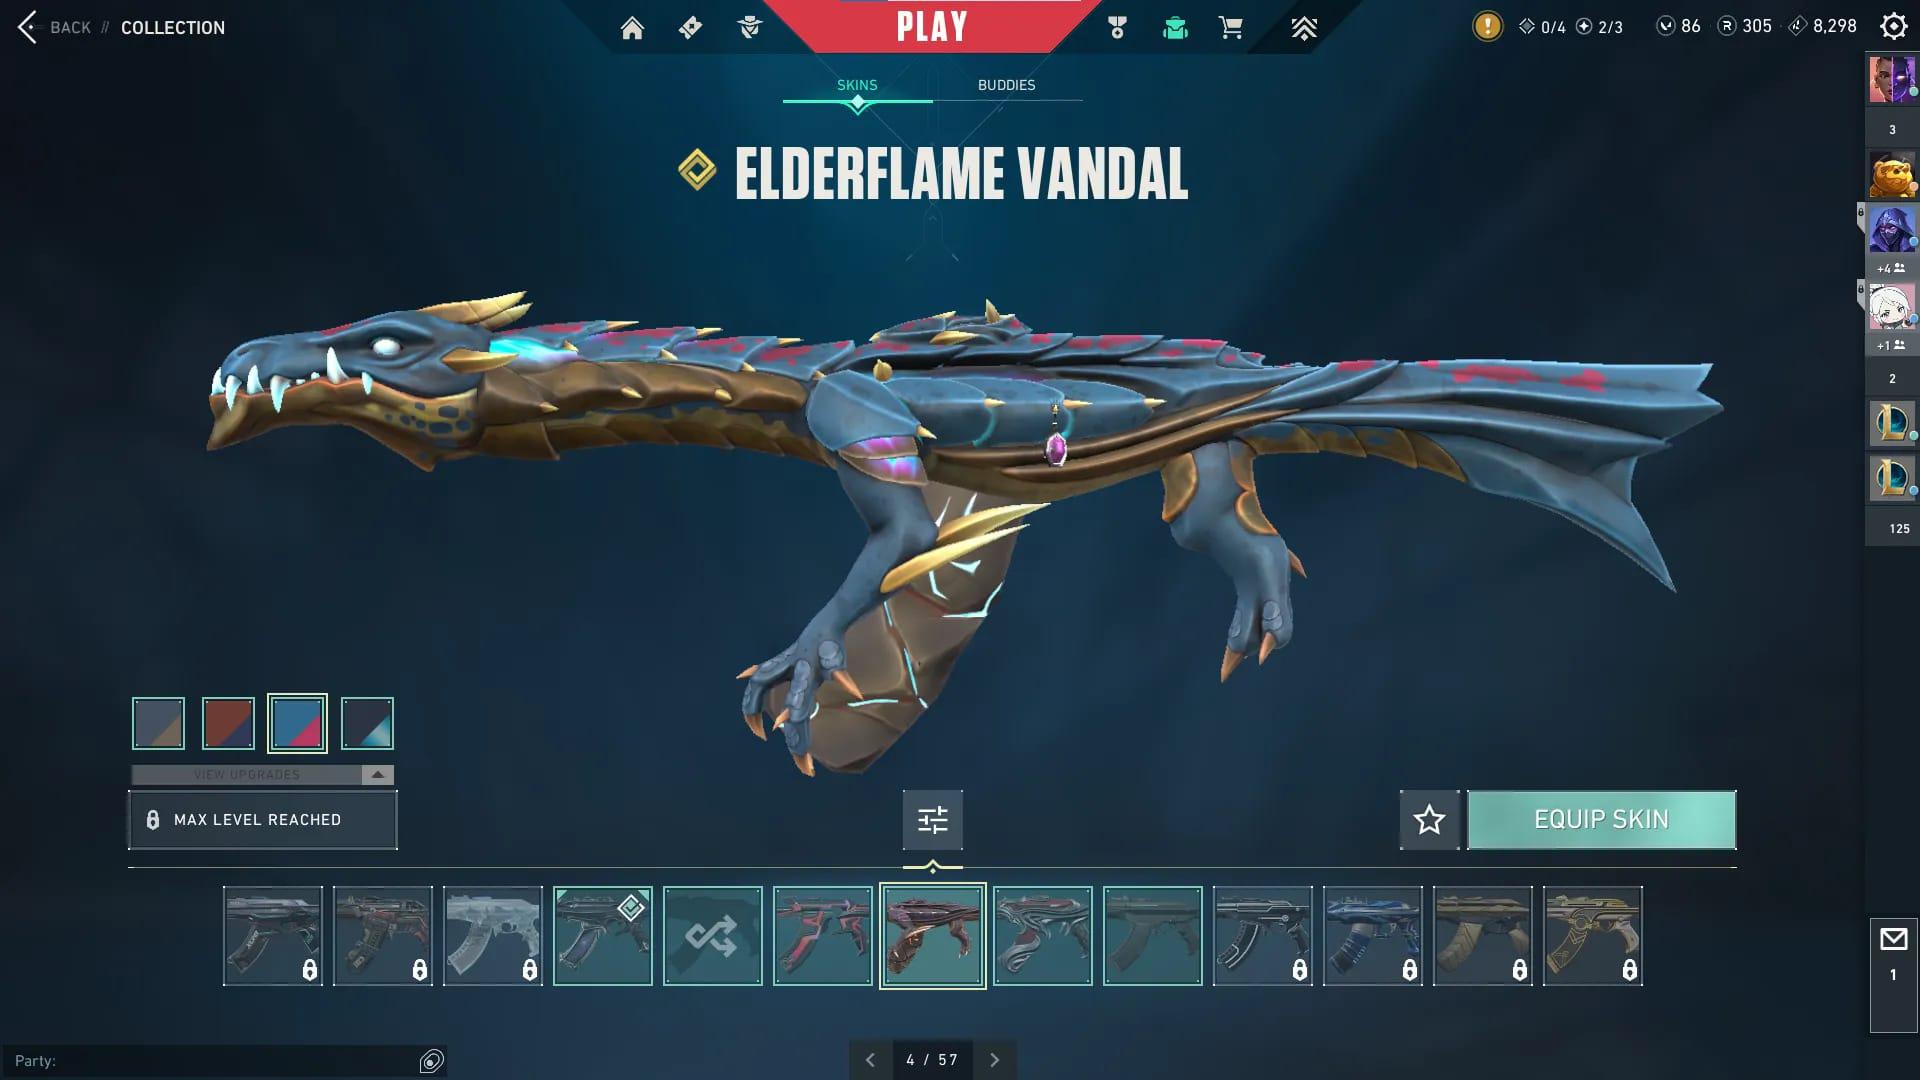 BACK // COLLECTION
PLAY
0/4 2/3 86 305 8,298
SKINS BUDDIES
ELDERFLAME VANDAL
3
+4
+1
2
125
VIEW UPGRADES
MAX LEVEL REACHED
EQUIP SKIN
1
Party:
4 / 57